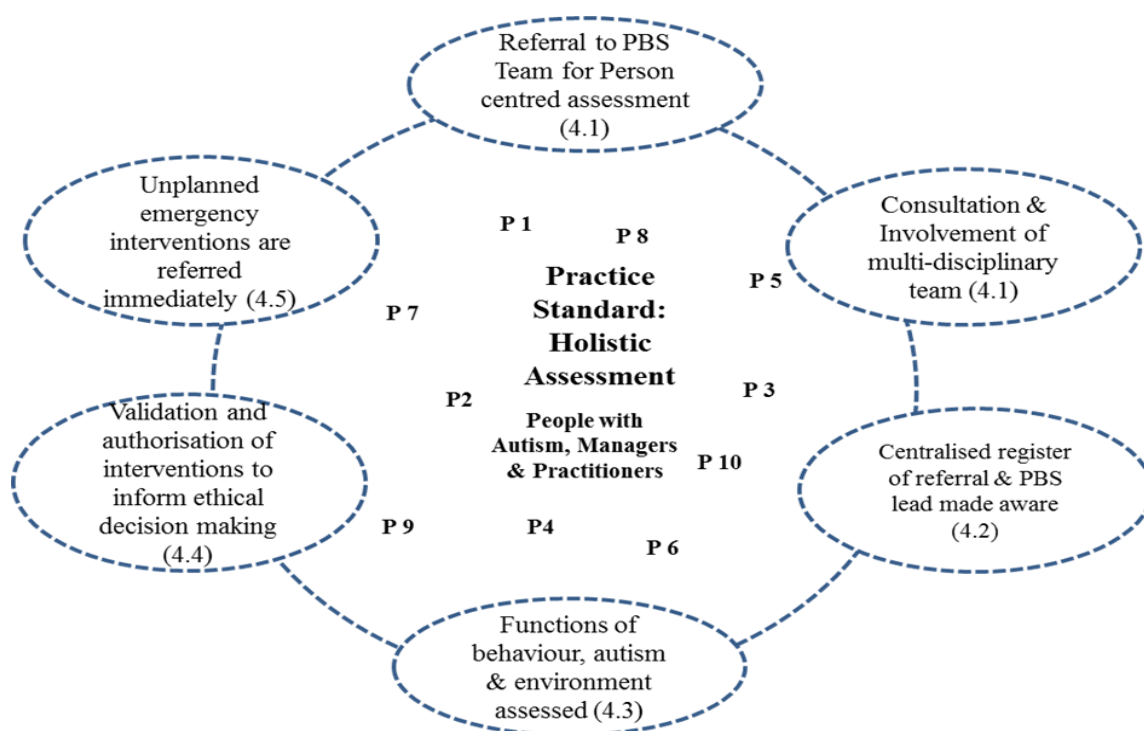 Referral to PBS
Team for Person
centred assessment
(4.1)
Unplanned
emergency
interventions are
referred
immediately (4.5)
Consultation &
Involvement of
multi-disciplinary
team (4.1)
P 1
P 8
P 5
P 7
Practice
Standard:
Holistic
Assessment
P2
P 3
People with
Autism, Managers
& Practitioners
P 10
Validation and
authorisation of
interventions to
inform ethical
decision making
(4.4)
Centralised register
of referral & PBS
lead made aware
(4.2)
P 9
P4
P 6
Functions of
behaviour, autism
& environment
assessed (4.3)